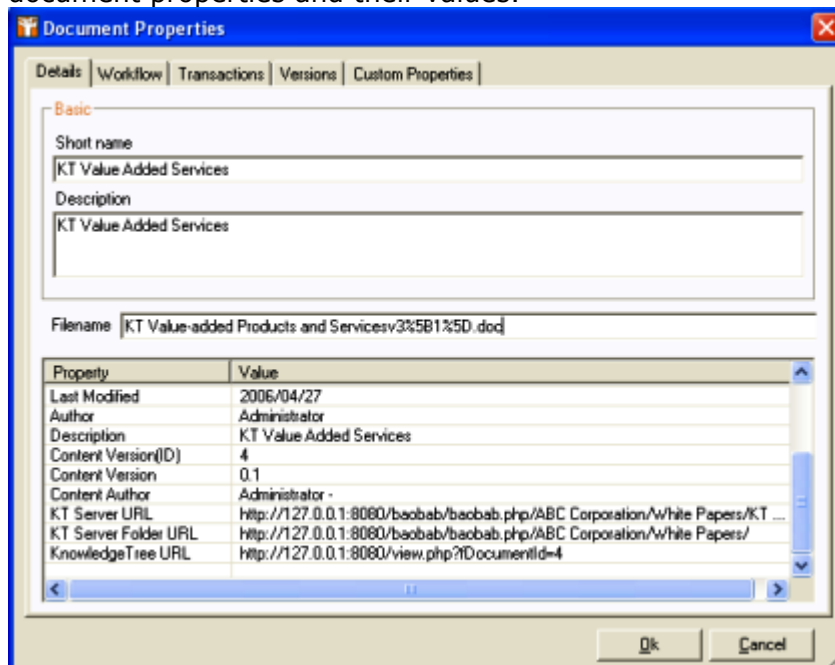 document properties and their values.
Document Properties
Details Workflow Transactions Versions Custom Properties
Basic
Short name
KT Value Added Services
Description
KT Value Added Services
Filename KT Value-added Products and Servicesv3%5B1%5D.doc
Property Value
Last Modified 2006/04/27
Author Administrator
Description KT Value Added Services
Content Version(ID) 4
Content Version 0.1
Content Author Administrator -
KT Server URL http://127.0.0.1:8080/baobab/baobab.php/ABC Corporation/White Papers/KT ...
KT Server Folder URL http://127.0.0.1:8080/baobab/baobab.php/ABC Corporation/White Papers/
KnowledgeTree URL http://127.0.0.1:8080/view.php?fDocumentId=4
Ok Cancel